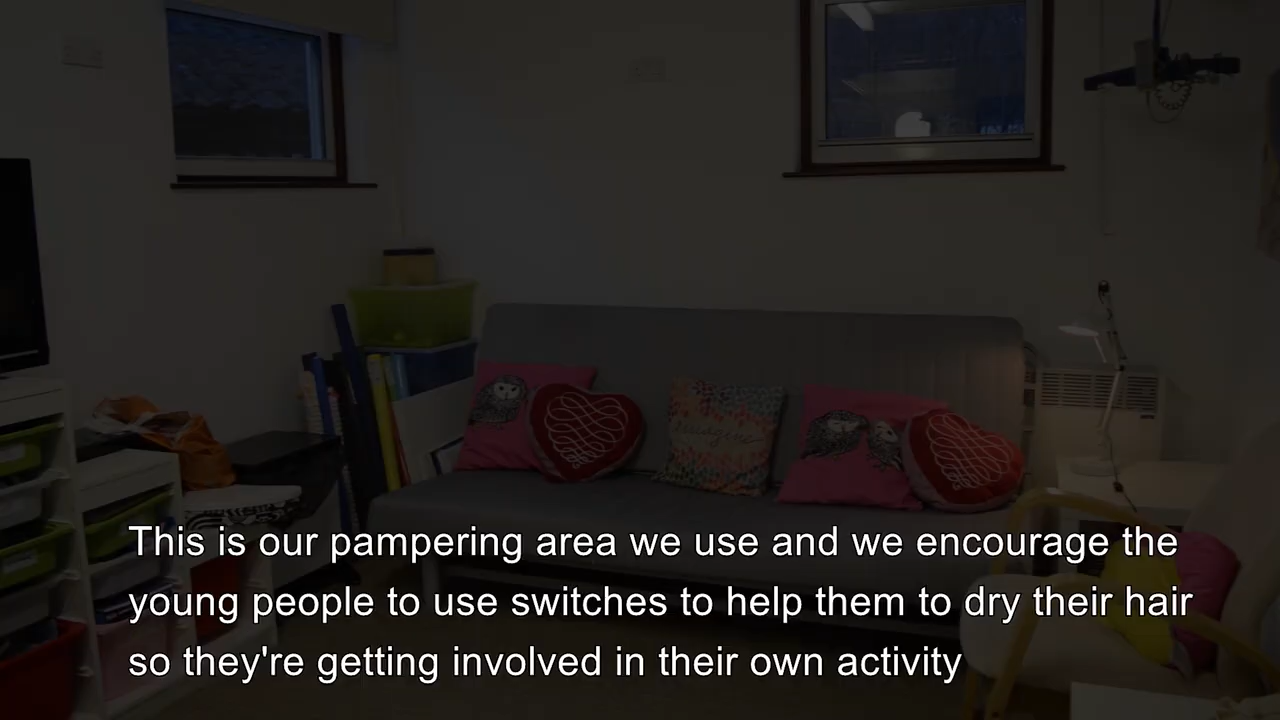 This is our pampering area we use and we encourage the
young people to use switches to help them to dry their hair
so they're getting involved in their own activity